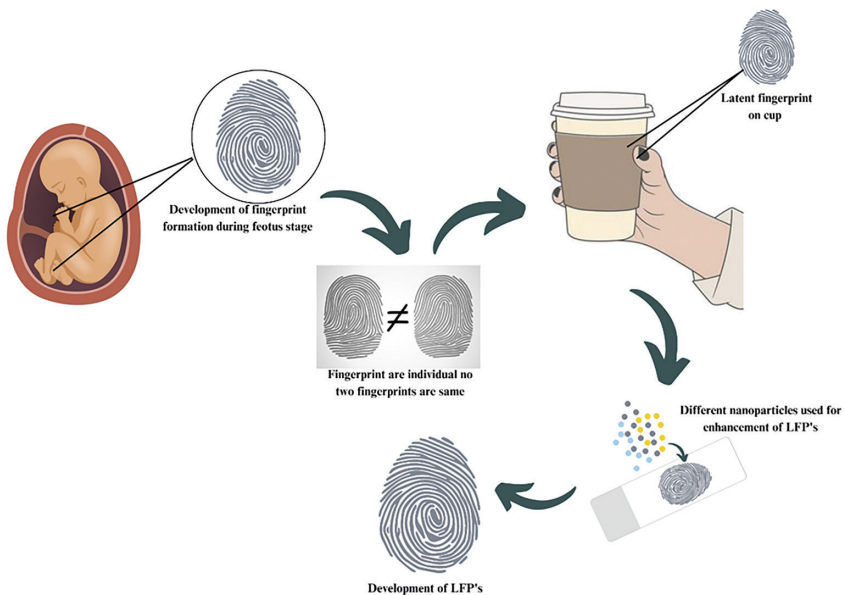 Latent fingerprint
on cup
Development of fingerprint
formation during feotus stage
≠
Fingerprint are individual no
two fingerprints are same
Different nanoparticles used for
enhancement of LFP's
Development of LFP's